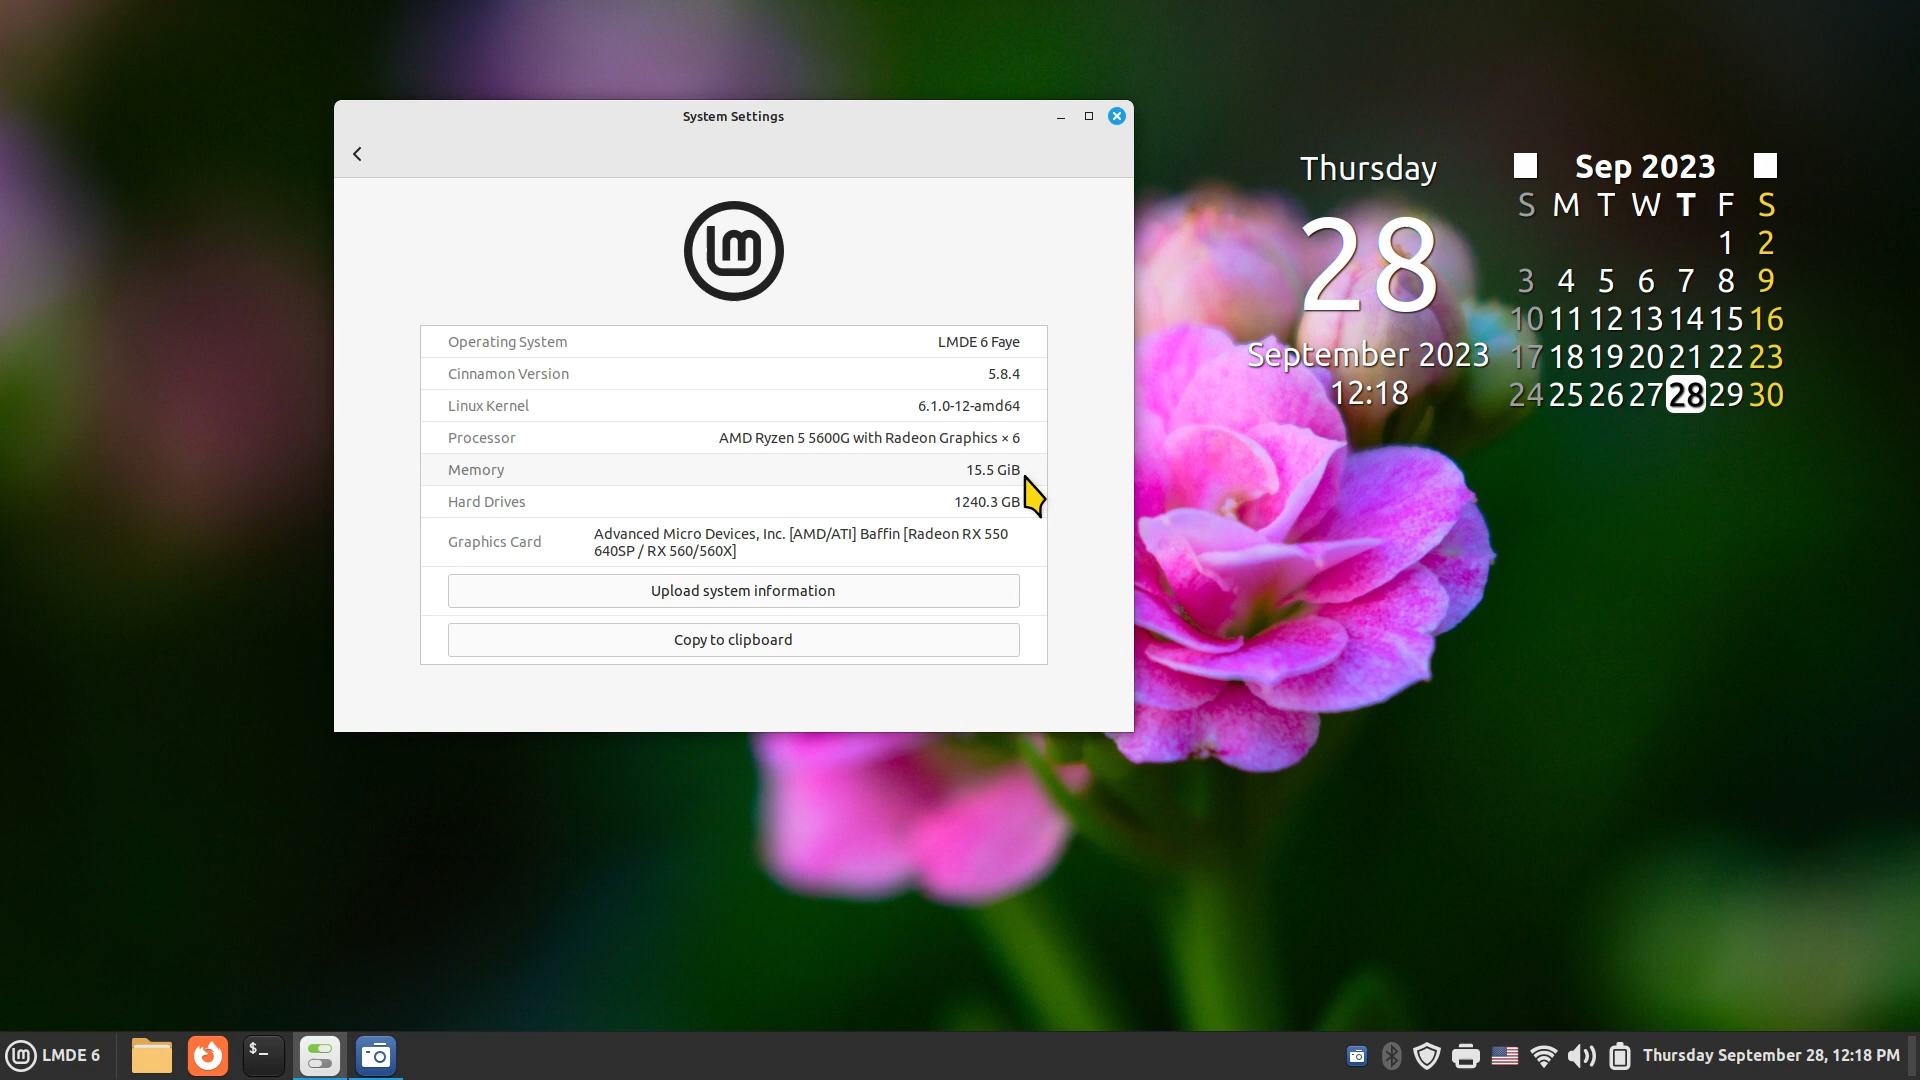 System Settings
lm
Operating System LMDE 6 Faye
Cinnamon Version 5.8.4
Linux Kernel 6.1.0-12-amd64
Processor AMD Ryzen 5 5600G with Radeon Graphics × 6
Memory 15.5 GiB
Hard Drives 1240.3 GB
Graphics Card Advanced Micro Devices, Inc. [AMD/ATI] Baffin [Radeon RX 550
640SP / RX 560/560X]
Upload system information
Copy to clipboard
Thursday
28
September 2023
12:18
Sep 2023
S M T W T F S
1 2
3 4 5 6 7 8 9
10 11 12 13 14 15 16
17 18 19 20 21 22 23
24 25 26 27 28 29 30
lm LMDE 6
$_
Thursday September 28, 12:18 PM